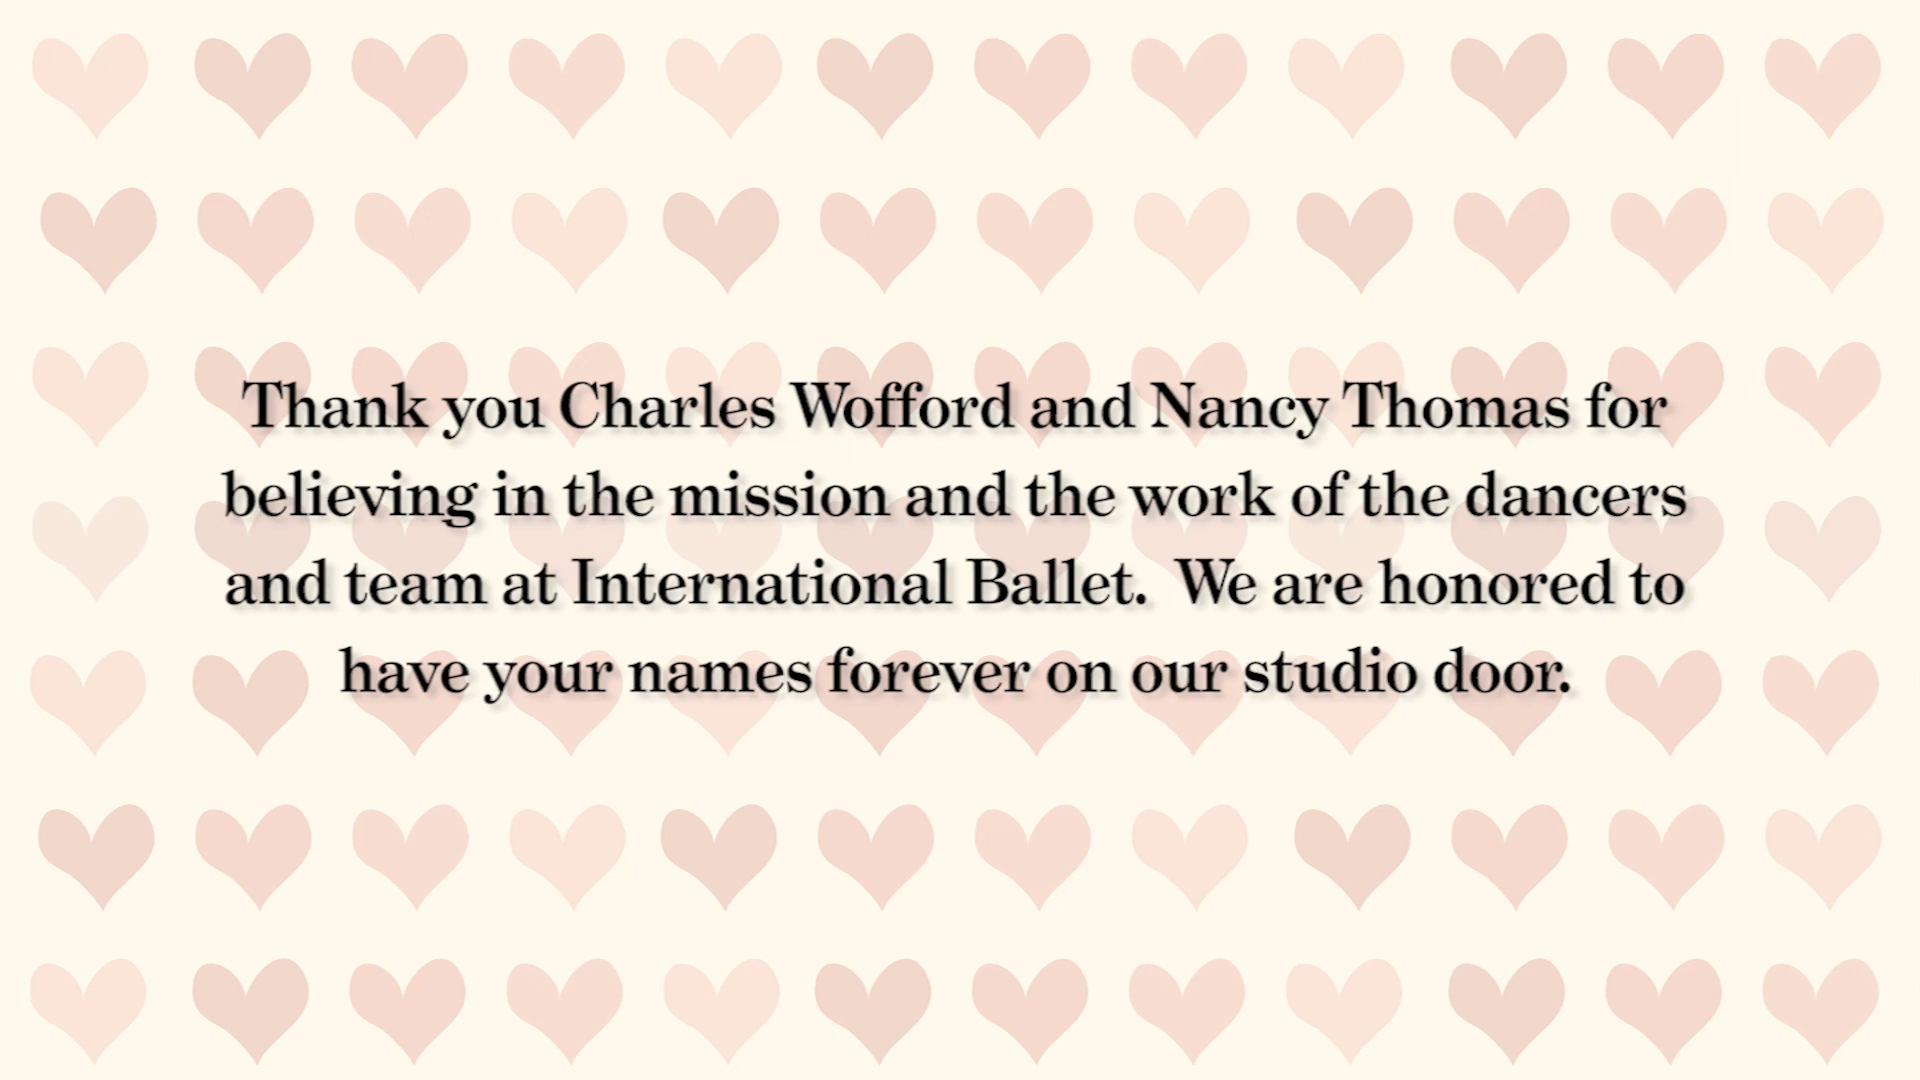 Thank you Charles Wofford and Nancy Thomas for
believing in the mission and the work of the dancers
and team at International Ballet.  We are honored to
have your names forever on our studio door.